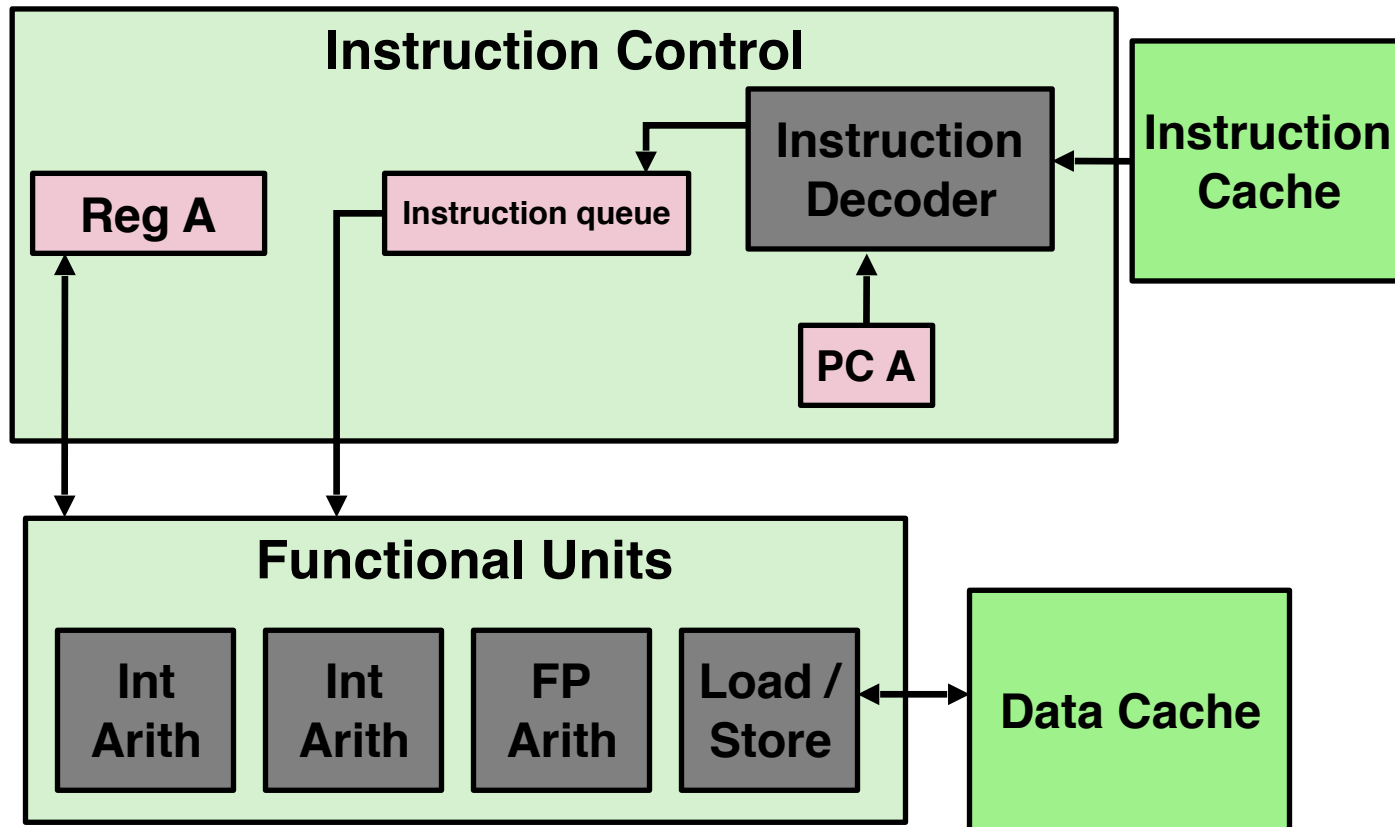 Instruction Control
Instruction
Decoder
Instruction
Cache
Reg A
Instruction queue
PC A
Functional Units
Int
Arith
Int
Arith
FP
Arith
Load /
Store
Data Cache